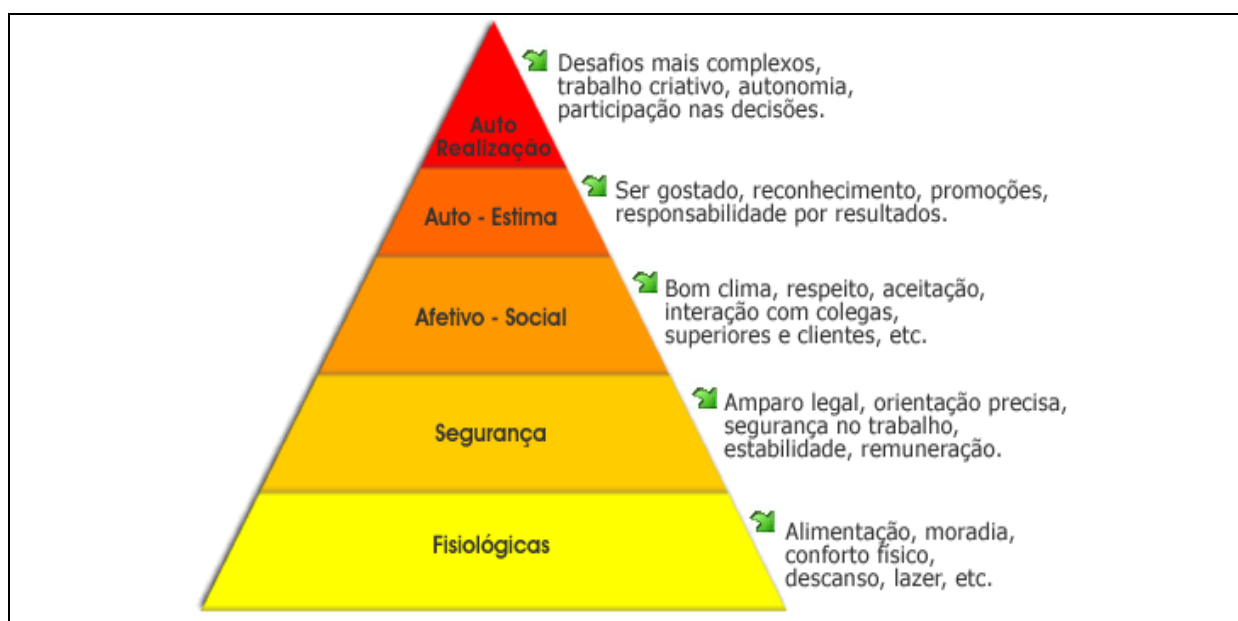 Desafios mais complexos,
trabalho criativo, autonomia,
participação nas decisões.
Auto
Realização
Ser gostado, reconhecimento, promoções,
responsabilidade por resultados.
Auto - Estima
Bom clima, respeito, aceitação,
interação com colegas,
superiores e clientes, etc.
Afetivo - Social
Amparo legal, orientação precisa,
segurança no trabalho,
estabilidade, remuneração.
Segurança
Alimentação, moradia,
conforto físico,
descanso, lazer, etc.
Fisiológicas